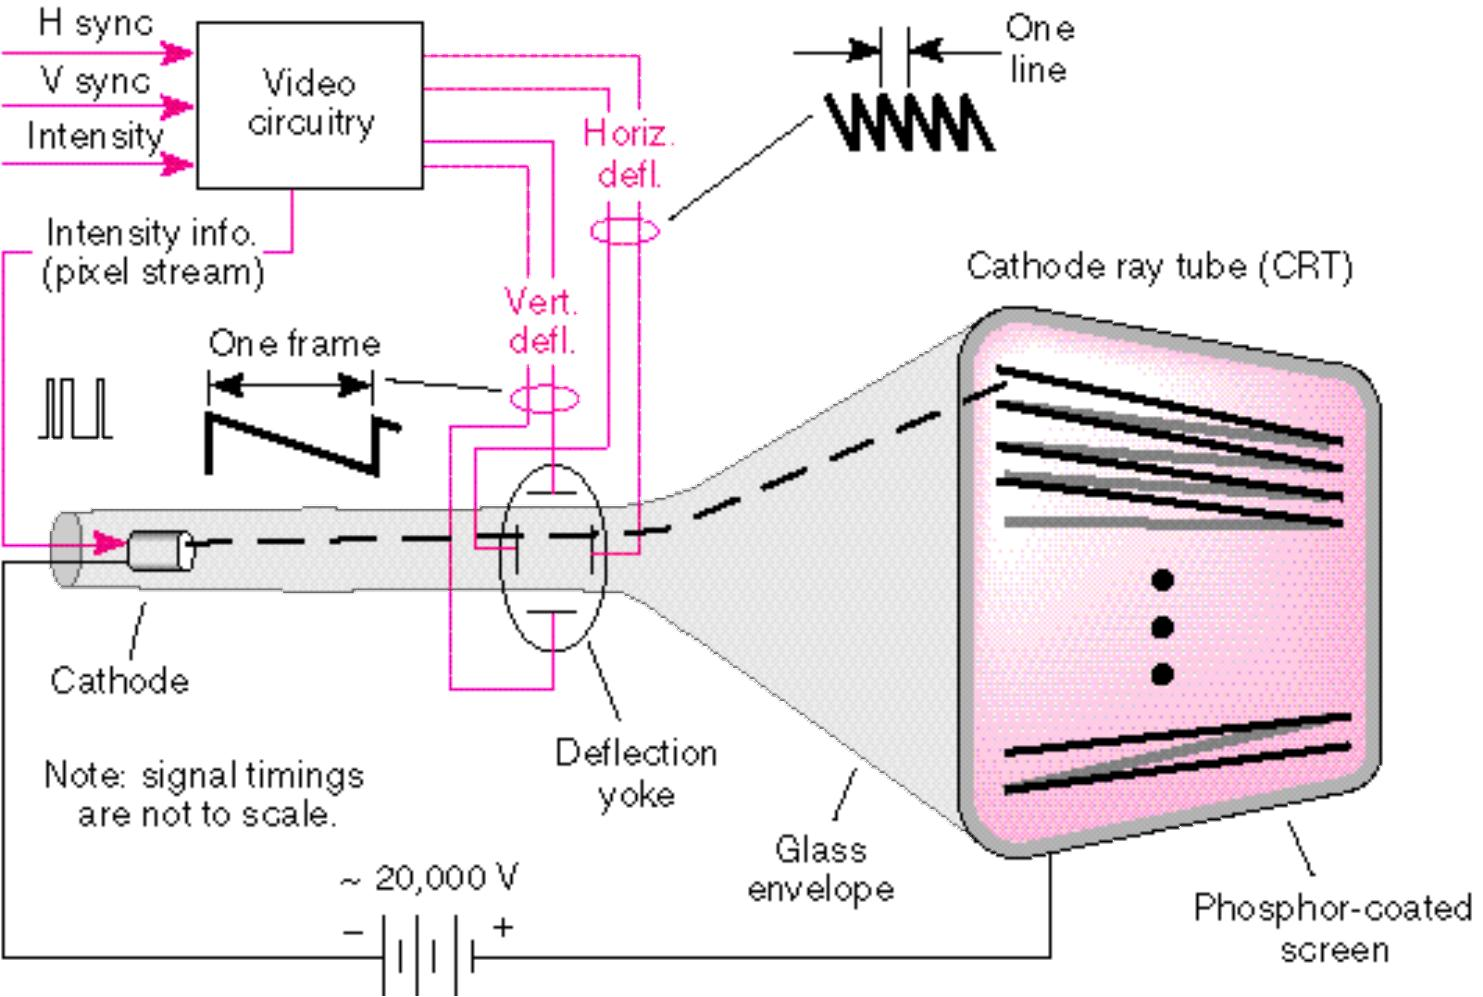 H sync
V sync
Intensity
Video
circuitry
One
line
Horiz.
defl.
Intensity info.
(pixel stream)
Vert.
defl.
One frame
Cathode ray tube (CRT)
Cathode
Deflection
yoke
Note: signal timings
are not to scale.
Glass
envelope
~ 20,000 V
– +
Phosphor-coated
screen